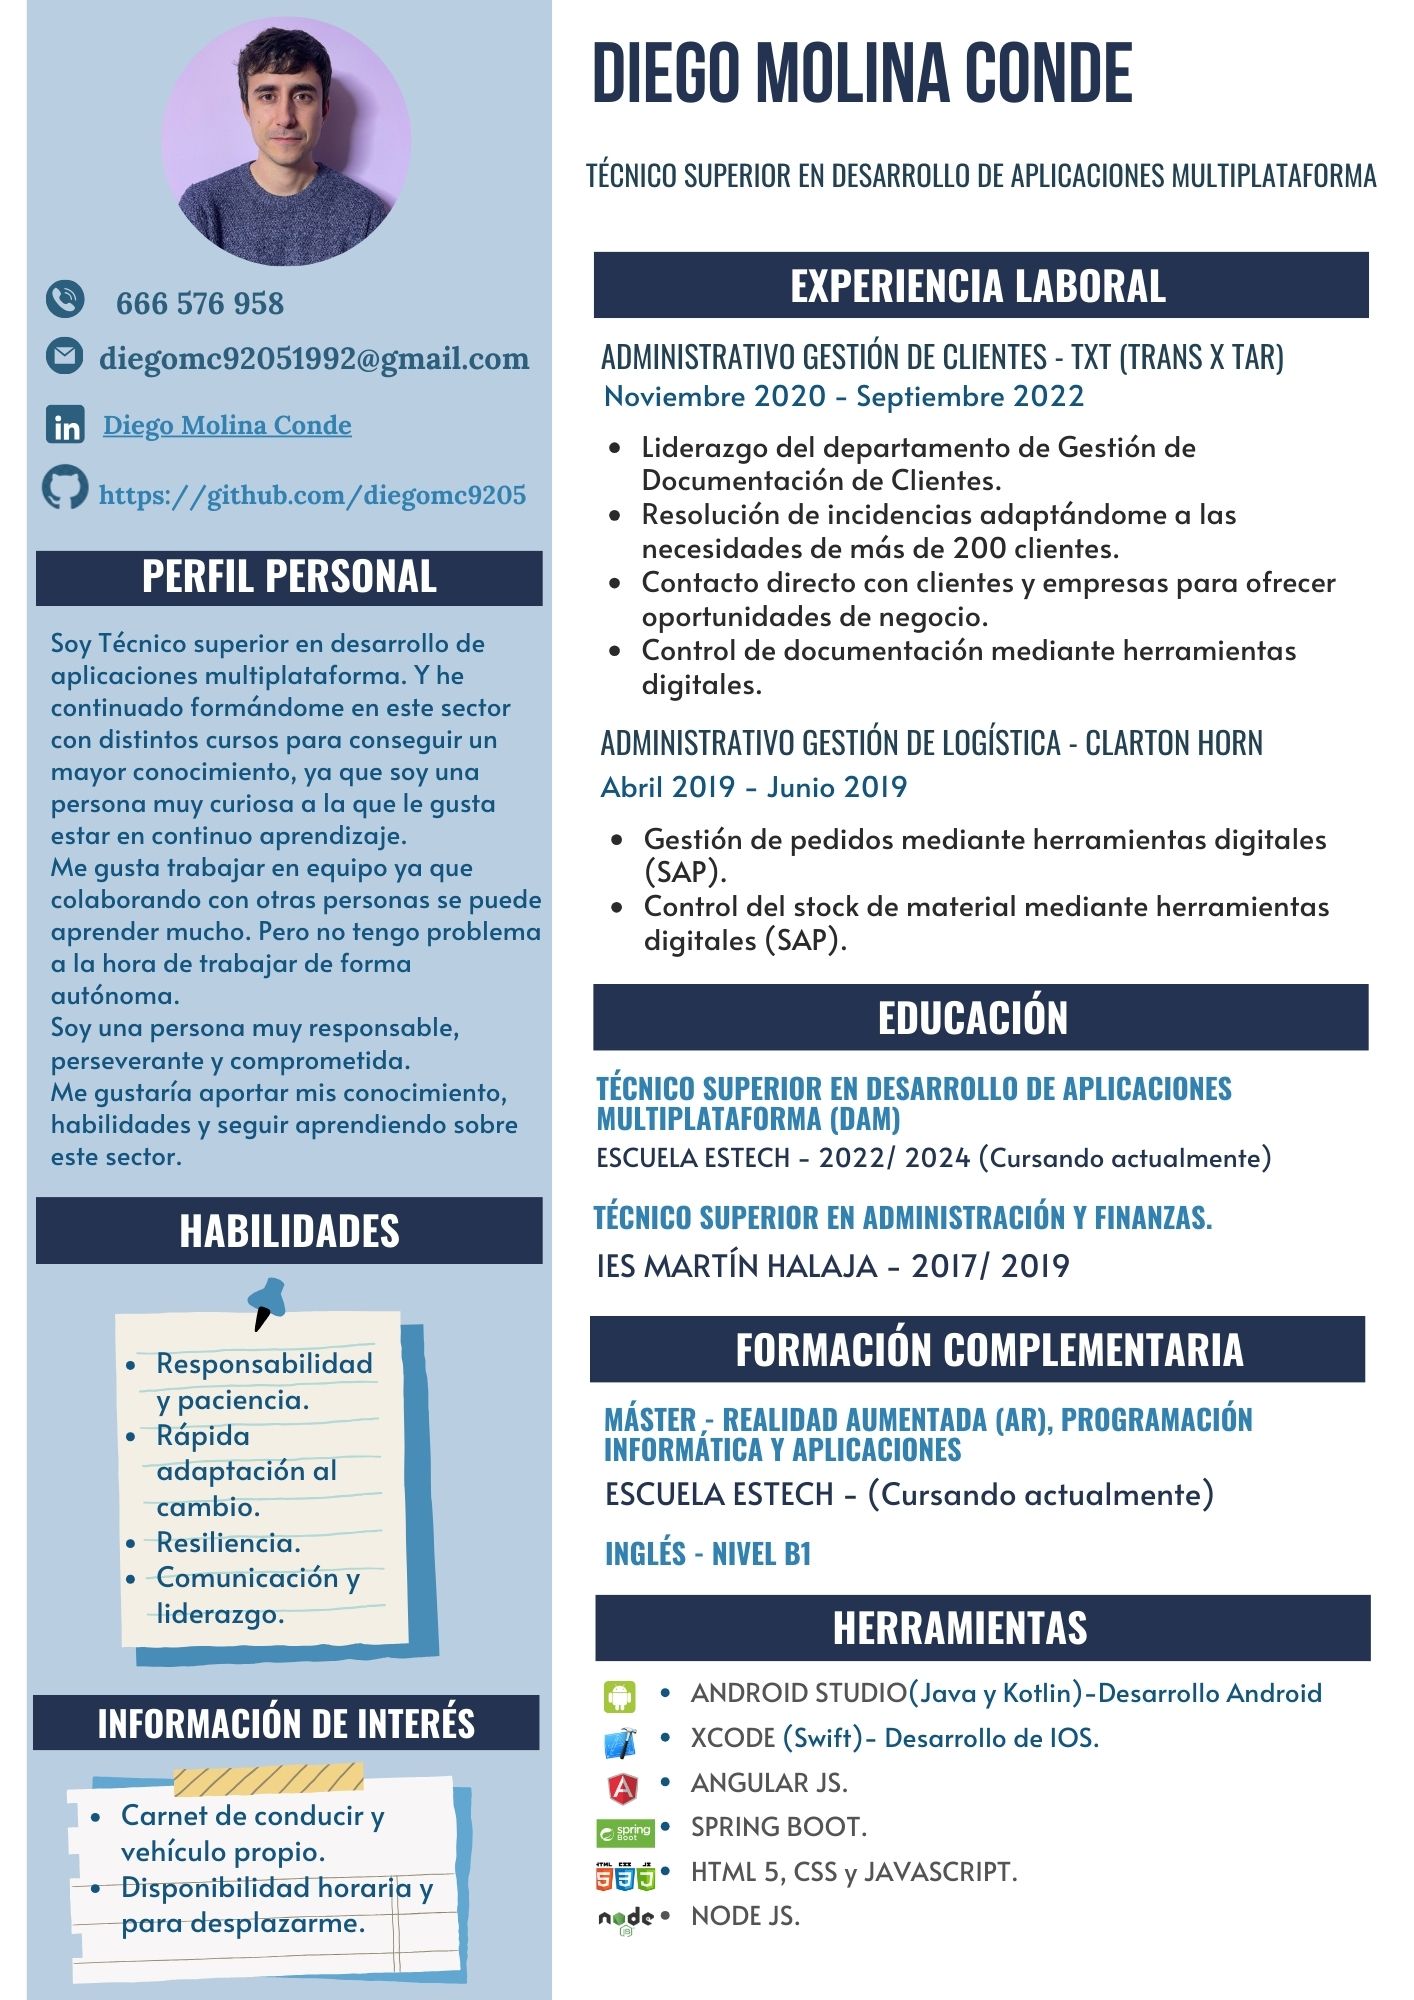 666 576 958
diegomc92051992@gmail.com
Diego Molina Conde
https://github.com/diegomc9205
PERFIL PERSONAL
Soy Técnico superior en desarrollo de
aplicaciones multiplataforma. Y he
continuado formándome en este sector
con distintos cursos para conseguir un
mayor conocimiento, ya que soy una
persona muy curiosa a la que le gusta
estar en continuo aprendizaje.
Me gusta trabajar en equipo ya que
colaborando con otras personas se puede
aprender mucho. Pero no tengo problema
a la hora de trabajar de forma
autónoma.
Soy una persona muy responsable,
perseverante y comprometida.
Me gustaría aportar mis conocimiento,
habilidades y seguir aprendiendo sobre
este sector.
HABILIDADES
• Responsabilidad
y paciencia.
• Rápida
adaptación al
cambio.
• Resiliencia.
• Comunicación y
liderazgo.
INFORMACIÓN DE INTERÉS
• Carnet de conducir y
vehículo propio.
• Disponibilidad horaria y
para desplazarme.
DIEGO MOLINA CONDE
TÉCNICO SUPERIOR EN DESARROLLO DE APLICACIONES MULTIPLATAFORMA
EXPERIENCIA LABORAL
ADMINISTRATIVO GESTIÓN DE CLIENTES - TXT (TRANS X TAR)
Noviembre 2020 - Septiembre 2022
• Liderazgo del departamento de Gestión de
Documentación de Clientes.
• Resolución de incidencias adaptándome a las
necesidades de más de 200 clientes.
• Contacto directo con clientes y empresas para ofrecer
oportunidades de negocio.
• Control de documentación mediante herramientas
digitales.
ADMINISTRATIVO GESTIÓN DE LOGÍSTICA - CLARTON HORN
Abril 2019 - Junio 2019
• Gestión de pedidos mediante herramientas digitales
(SAP).
• Control del stock de material mediante herramientas
digitales (SAP).
EDUCACIÓN
TÉCNICO SUPERIOR EN DESARROLLO DE APLICACIONES
MULTIPLATAFORMA (DAM)
ESCUELA ESTECH - 2022/ 2024 (Cursando actualmente)
TÉCNICO SUPERIOR EN ADMINISTRACIÓN Y FINANZAS.
IES MARTÍN HALAJA - 2017/ 2019
FORMACIÓN COMPLEMENTARIA
MÁSTER - REALIDAD AUMENTADA (AR), PROGRAMACIÓN
INFORMÁTICA Y APLICACIONES
ESCUELA ESTECH - (Cursando actualmente)
INGLÉS - NIVEL B1
HERRAMIENTAS
• ANDROID STUDIO(Java y Kotlin)-Desarrollo Android
• XCODE (Swift)- Desarrollo de IOS.
• ANGULAR JS.
spring Boot • SPRING BOOT.
HTML CSS JS • HTML 5, CSS y JAVASCRIPT.
node JS • NODE JS.